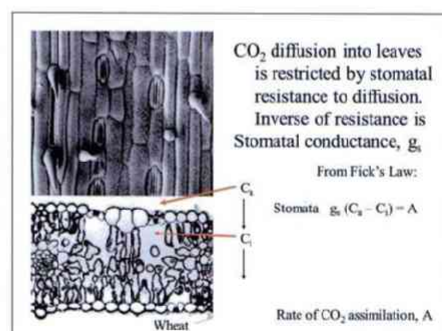 CO₂ diffusion into leaves
is restricted by stomatal
resistance to diffusion.
Inverse of resistance is
Stomatal conductance, gₛ
From Fick's Law:
Cₐ
Stomata gₛ (Cₐ – Cᵢ) = A
Cᵢ
Rate of CO₂ assimilation, A
Wheat